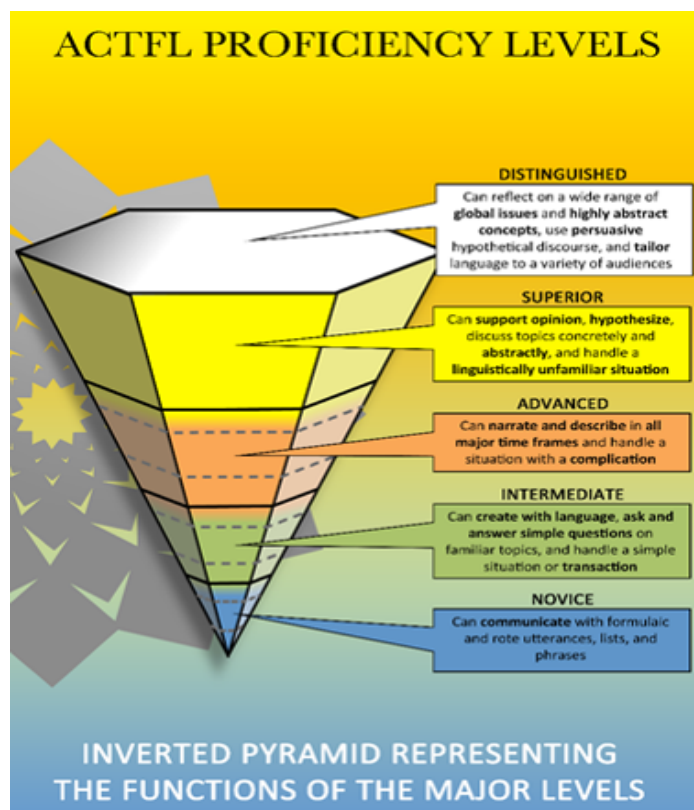 ACTFL PROFICIENCY LEVELS
DISTINGUISHED
Can reflect on a wide range of
global issues and highly abstract
concepts, use persuasive
hypothetical discourse, and tailor
language to a variety of audiences
SUPERIOR
Can support opinion, hypothesize,
discuss topics concretely and
abstractly, and handle a
linguistically unfamiliar situation
ADVANCED
Can narrate and describe in all
major time frames and handle a
situation with a complication
INTERMEDIATE
Can create with language, ask and
answer simple questions on
familiar topics, and handle a simple
situation or transaction
NOVICE
Can communicate with formulaic
and rote utterances, lists, and
phrases
INVERTED PYRAMID REPRESENTING
THE FUNCTIONS OF THE MAJOR LEVELS